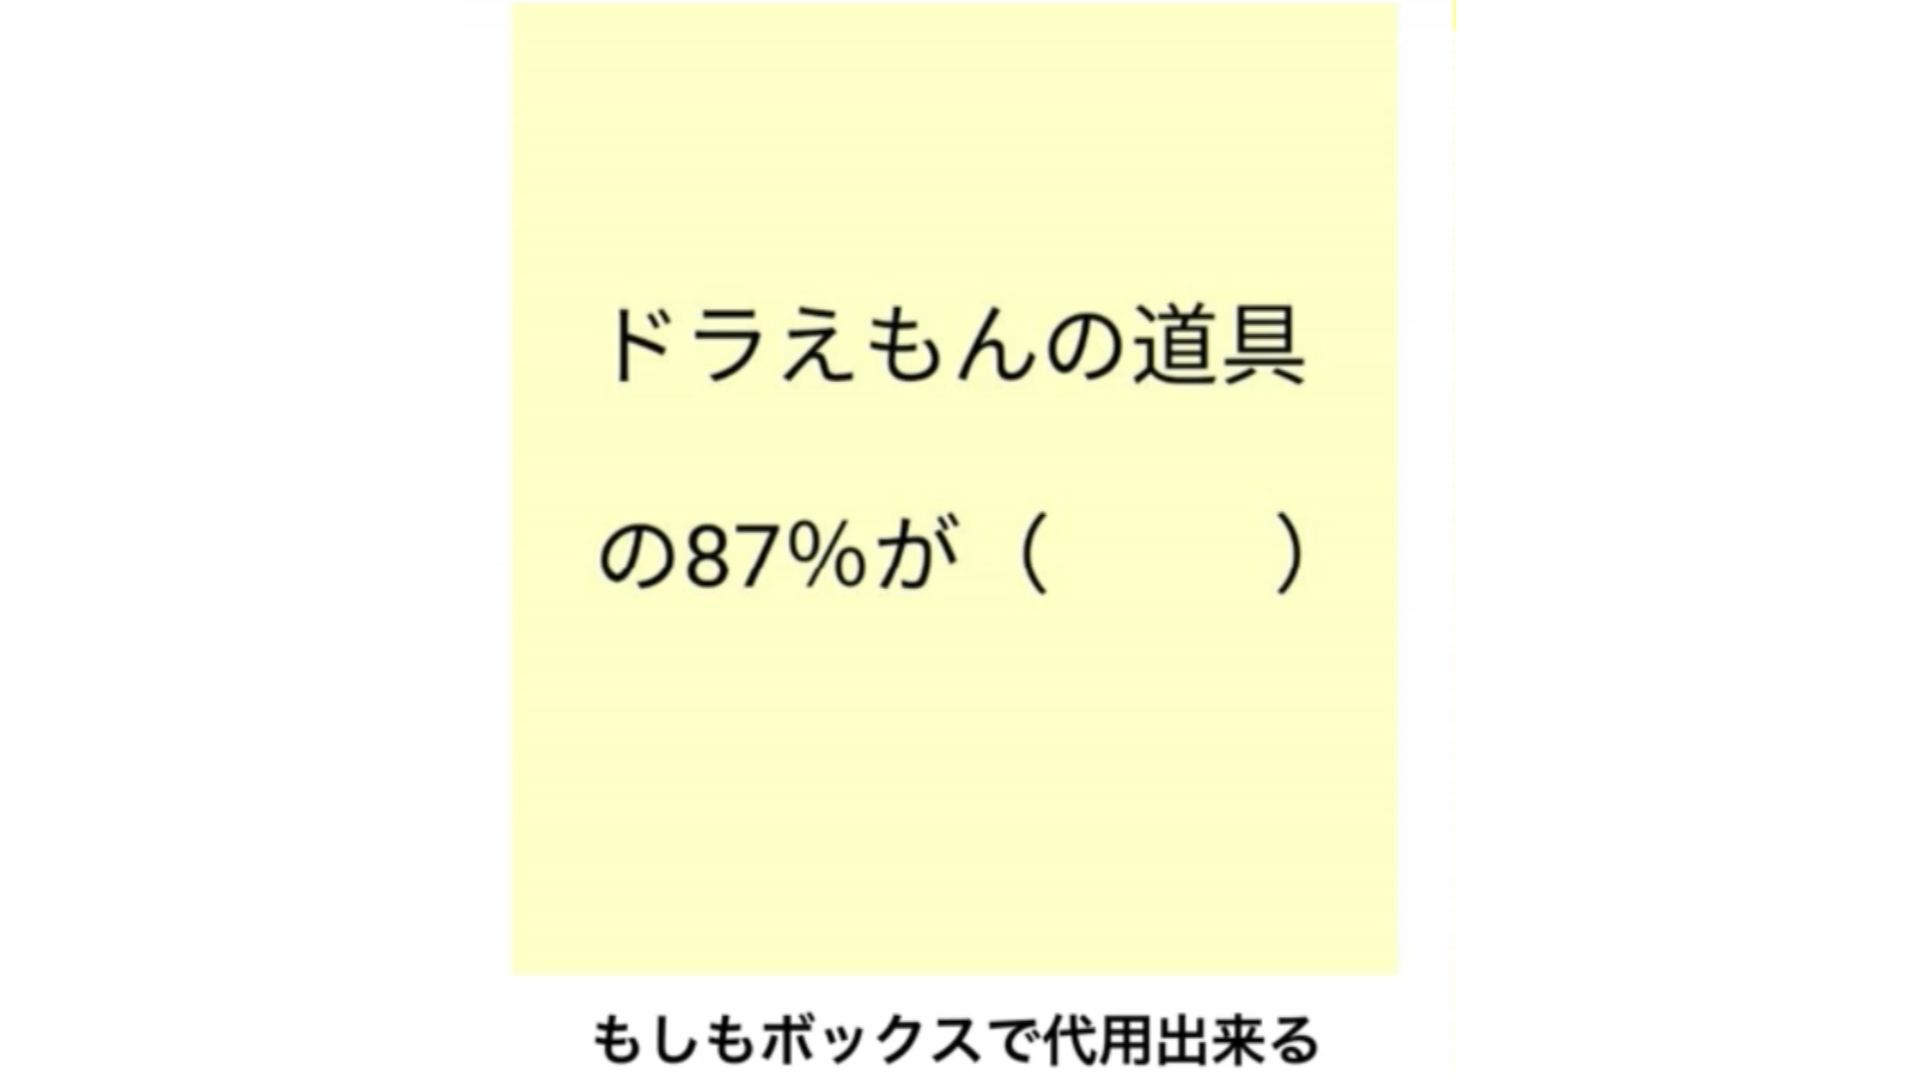 ドラえもんの道具
の87％が（　　）
もしもボックスで代用出来る